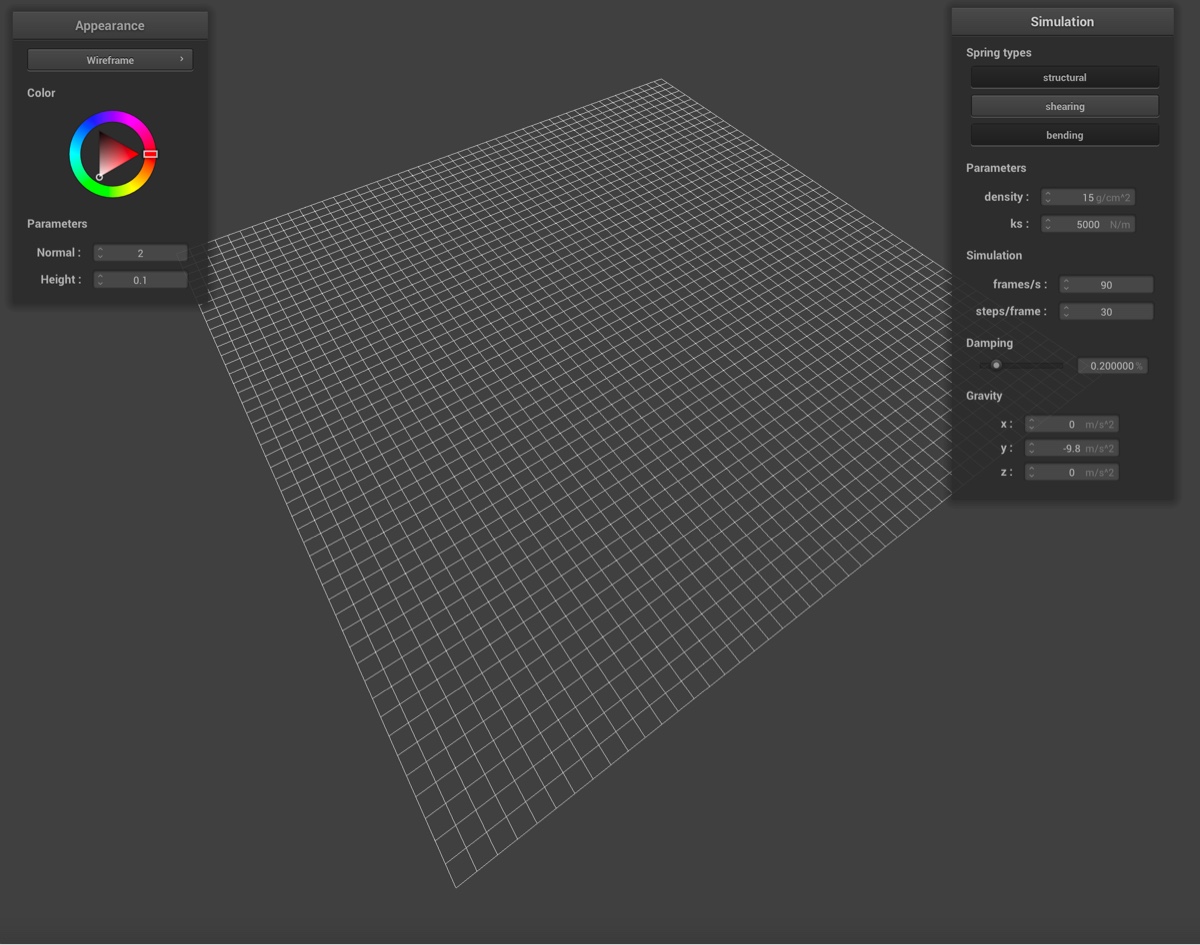 Appearance
Wireframe
Color
Parameters
Normal : 2
Height : 0.1
Simulation
Spring types
structural
shearing
bending
Parameters
density : 15 g/cm^2
ks : 5000 N/m
Simulation
frames/s : 90
steps/frame : 30
Damping
0.200000 %
Gravity
x : 0 m/s^2
y : -9.8 m/s^2
z : 0 m/s^2